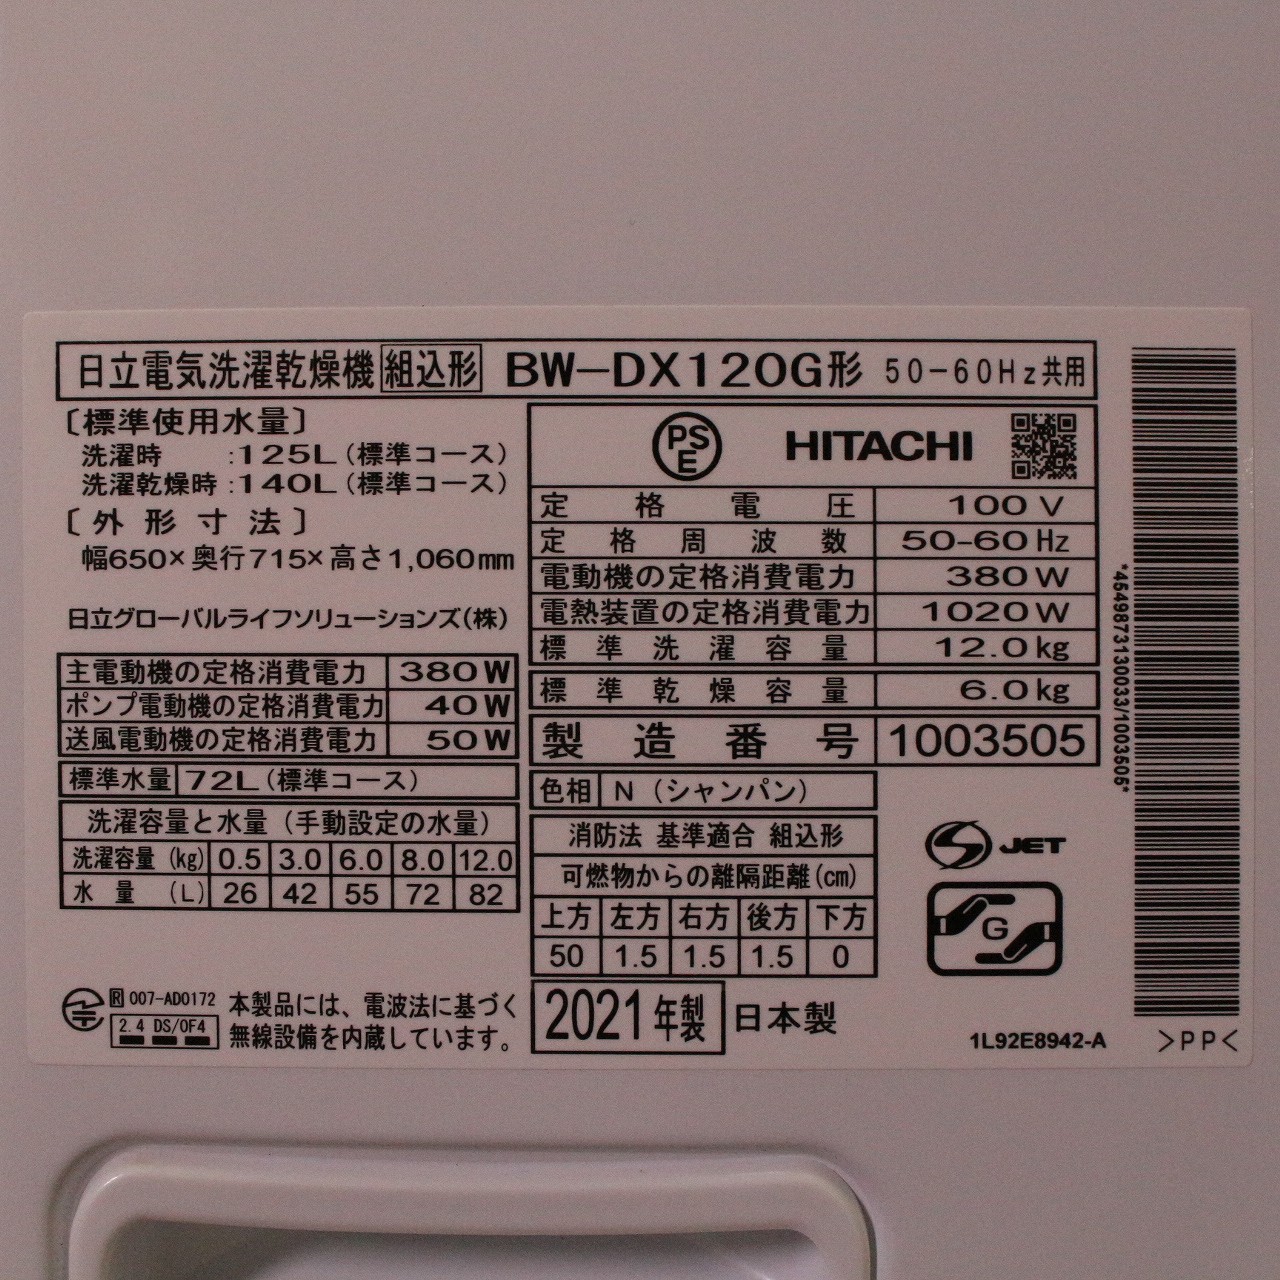 日立電気洗濯乾燥機 組込形 BW-DX120G形 50-60Hz共用
〔標準使用水量〕
洗濯時 :125L(標準コース)
洗濯乾燥時:140L(標準コース)
〔外形寸法〕
幅650×奥行715×高さ1,060mm
日立グローバルライフソリューションズ(株)
主電動機の定格消費電力 380W
ポンプ電動機の定格消費電力 40W
送風電動機の定格消費電力 50W
標準水量 72L(標準コース)
洗濯容量と水量(手動設定の水量)
洗濯容量(kg) 0.5 3.0 6.0 8.0 12.0
水量(L) 26 42 55 72 82
R 007-AD0172
2.4 DS/OF4
本製品には、電波法に基づく
無線設備を内蔵しています。
PSE HITACHI
定格電圧 100V
定格周波数 50-60Hz
電動機の定格消費電力 380W
電熱装置の定格消費電力 1020W
標準洗濯容量 12.0kg
標準乾燥容量 6.0kg
製造番号 1003505
色相 N(シャンパン)
消防法 基準適合 組込形
可燃物からの離隔距離(cm)
上方 左方 右方 後方 下方
50 1.5 1.5 1.5 0
2021年製 日本製
JET
G
1L92E8942-A
*4549873130033/1003505*
>PP<